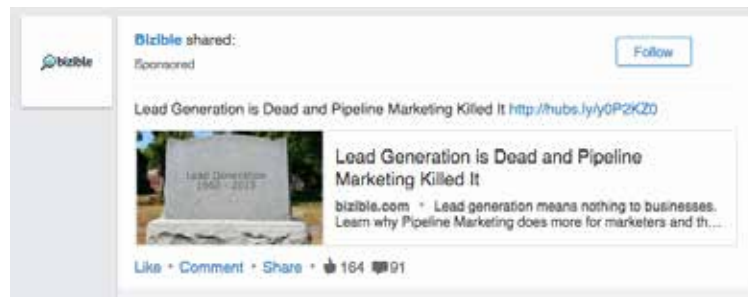 bizible
Bizible shared:
Sponsored
Follow
Lead Generation is Dead and Pipeline Marketing Killed It http://hubs.ly/y0P2KZ0
Lead Generation
Lead Generation is Dead and Pipeline
Marketing Killed It
bizible.com • Lead generation means nothing to businesses.
Learn why Pipeline Marketing does more for marketers and th...
Like • Comment • Share • 164 91